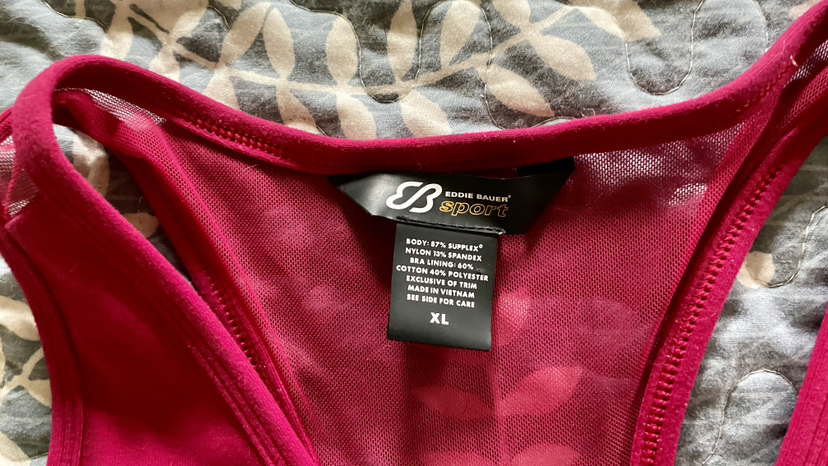 EB EDDIE BAUER®
sport
BODY: 87% SUPPLEX®
NYLON 13% SPANDEX
BRA LINING: 60%
COTTON 40% POLYESTER
EXCLUSIVE OF TRIM
MADE IN VIETNAM
SEE SIDE FOR CARE
XL